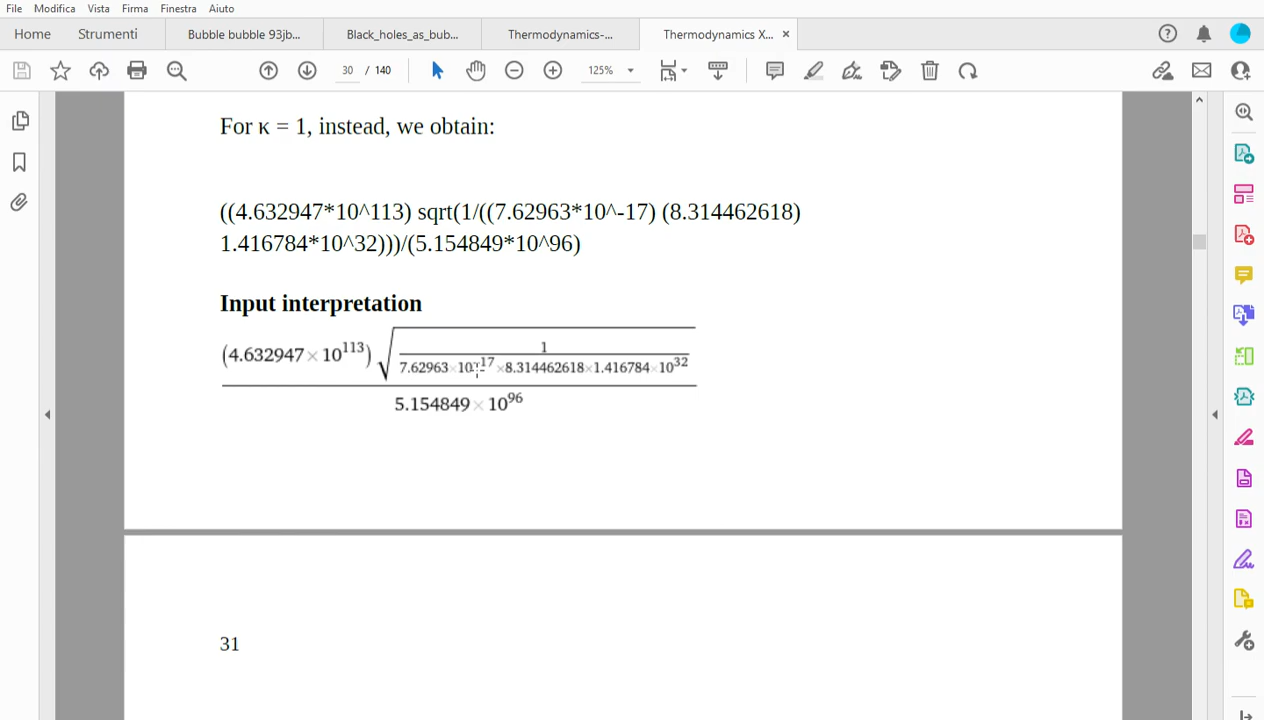 File Modifica Vista Firma Finestra Aiuto
Home Strumenti Bubble bubble 93jb... Black_holes_as_bub... Thermodynamics-... Thermodynamics X... ×
30 / 140 125%
For κ = 1, instead, we obtain:
((4.632947*10^113) sqrt(1/((7.62963*10^-17) (8.314462618)
1.416784*10^32)))/(5.154849*10^96)
Input interpretation
(4.632947×10^113) √ 1
7.62963×10^-17 ×8.314462618×1.416784×10^32
5.154849×10^96
31